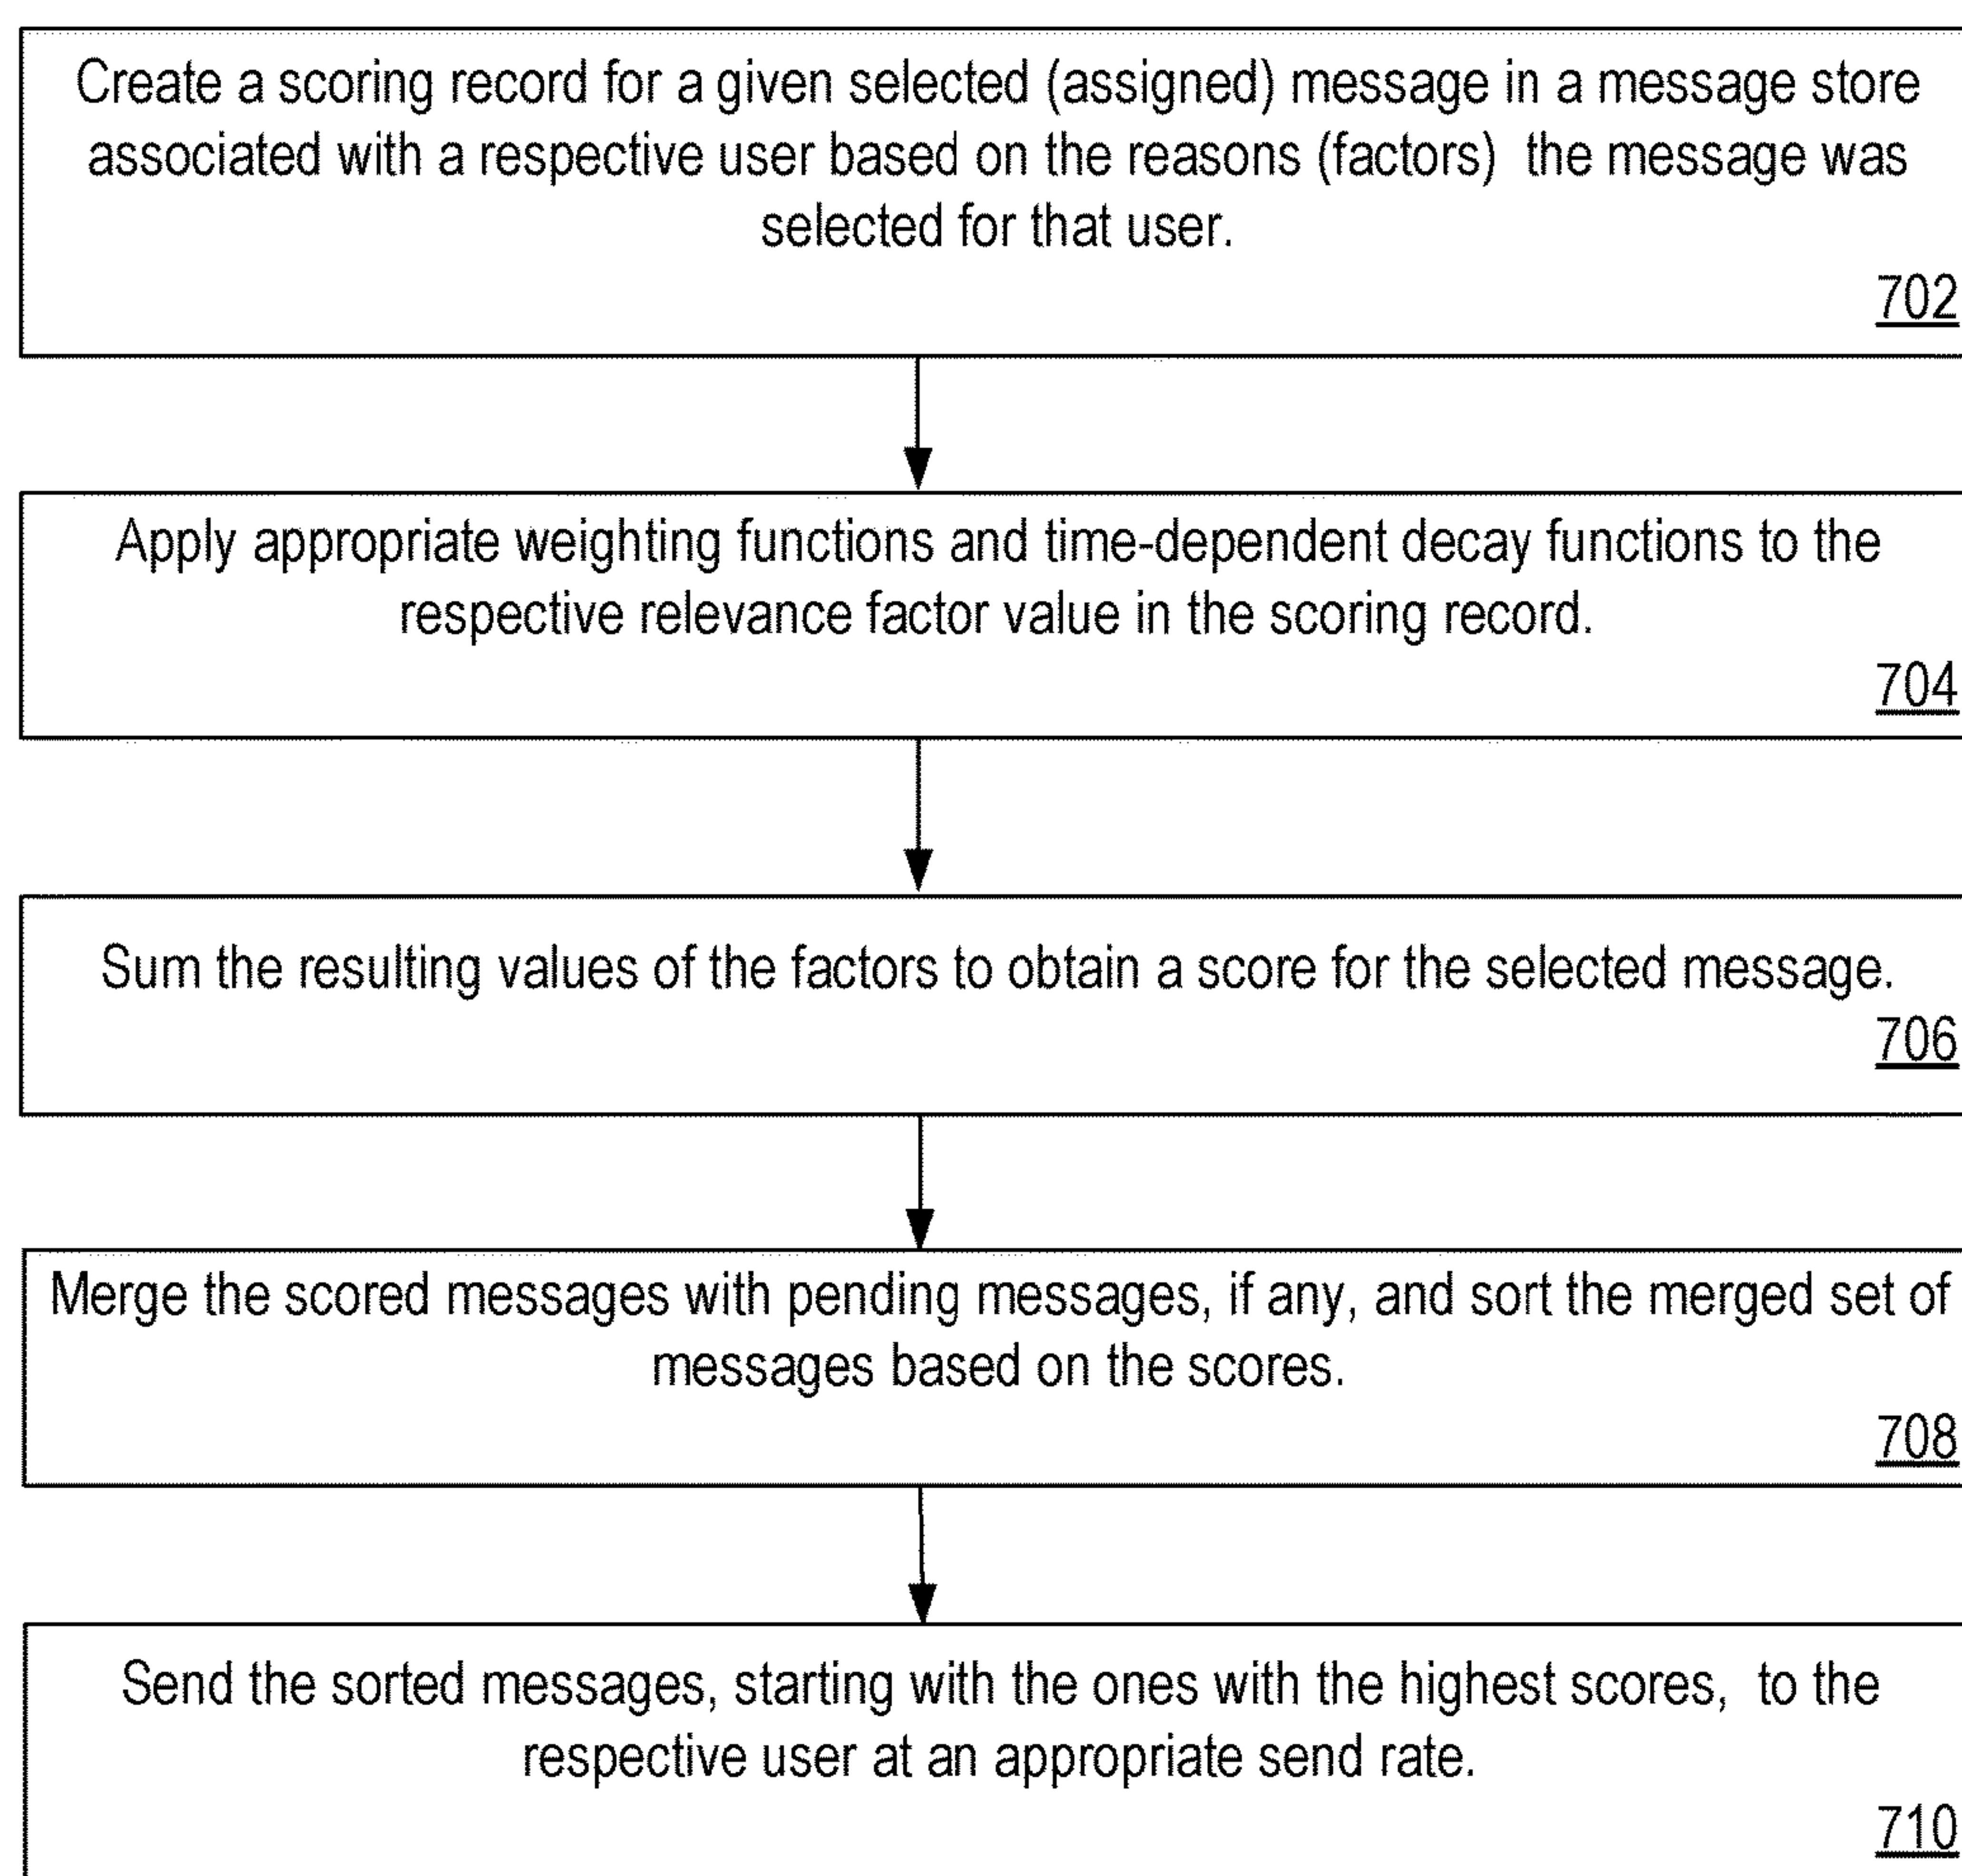 Create a scoring record for a given selected (assigned) message in a message store
associated with a respective user based on the reasons (factors) the message was
selected for that user.
702
Apply appropriate weighting functions and time-dependent decay functions to the
respective relevance factor value in the scoring record.
704
Sum the resulting values of the factors to obtain a score for the selected message.
706
Merge the scored messages with pending messages, if any, and sort the merged set of
messages based on the scores.
708
Send the sorted messages, starting with the ones with the highest scores, to the
respective user at an appropriate send rate.
710